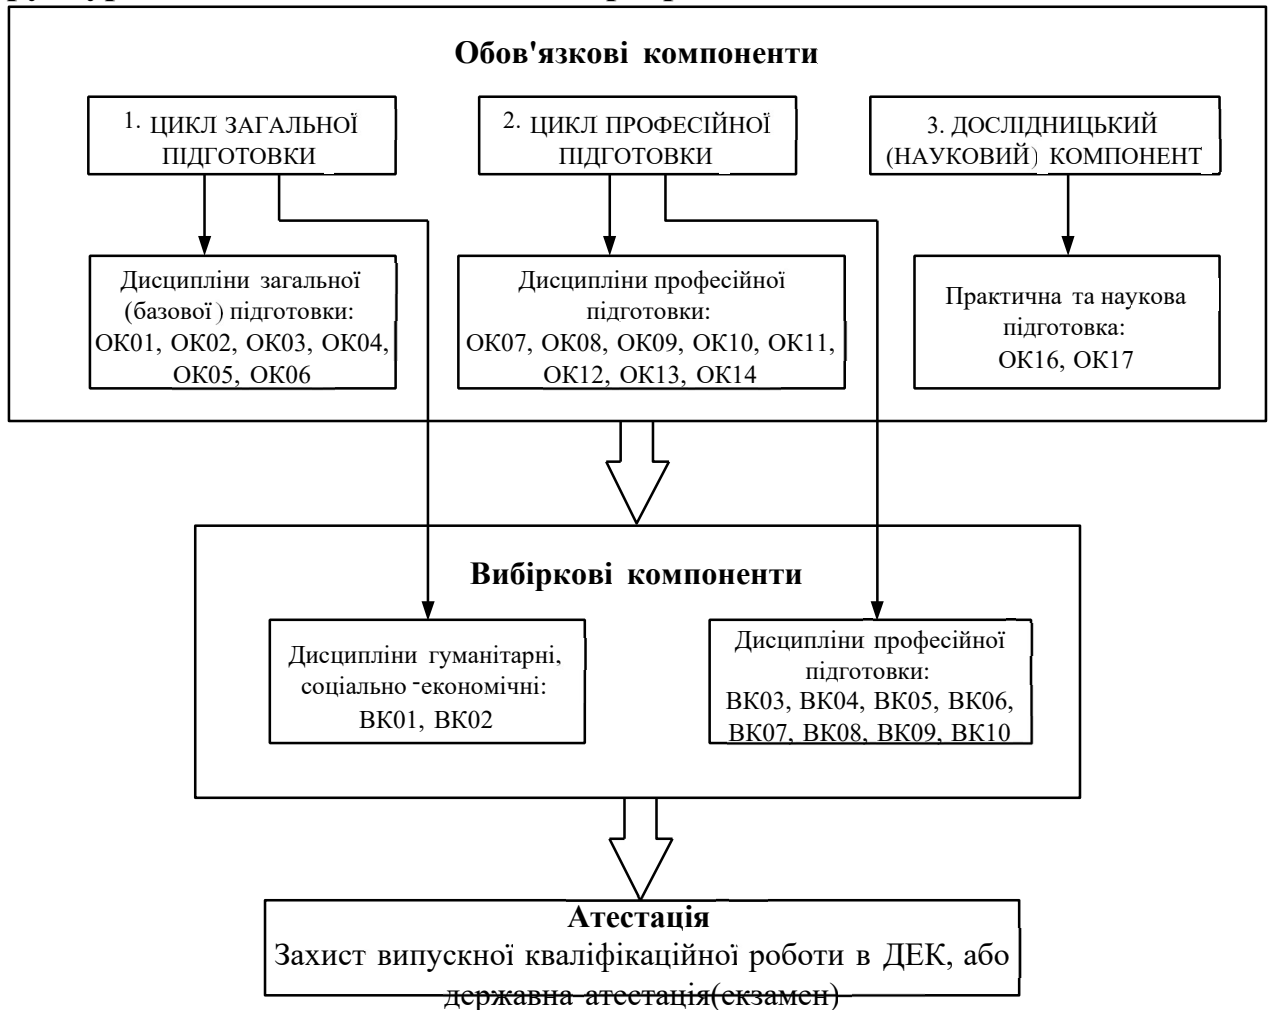 Обов'язкові компоненти
1. ЦИКЛ ЗАГАЛЬНОЇ
ПІДГОТОВКИ
2. ЦИКЛ ПРОФЕСІЙНОЇ
ПІДГОТОВКИ
3. ДОСЛІДНИЦЬКИЙ
(НАУКОВИЙ) КОМПОНЕНТ
Дисципліни загальної
(базової) підготовки:
ОК01, ОК02, ОК03, ОК04,
ОК05, ОК06
Дисципліни професійної
підготовки:
ОК07, ОК08, ОК09, ОК10, ОК11,
ОК12, ОК13, ОК14
Практична та наукова
підготовка:
ОК16, ОК17
Вибіркові компоненти
Дисципліни гуманітарні,
соціально-економічні:
ВК01, ВК02
Дисципліни професійної
підготовки:
ВК03, ВК04, ВК05, ВК06,
ВК07, ВК08, ВК09, ВК10
Атестація
Захист випускної кваліфікаційної роботи в ДЕК, або
державна атестація(екзамен)